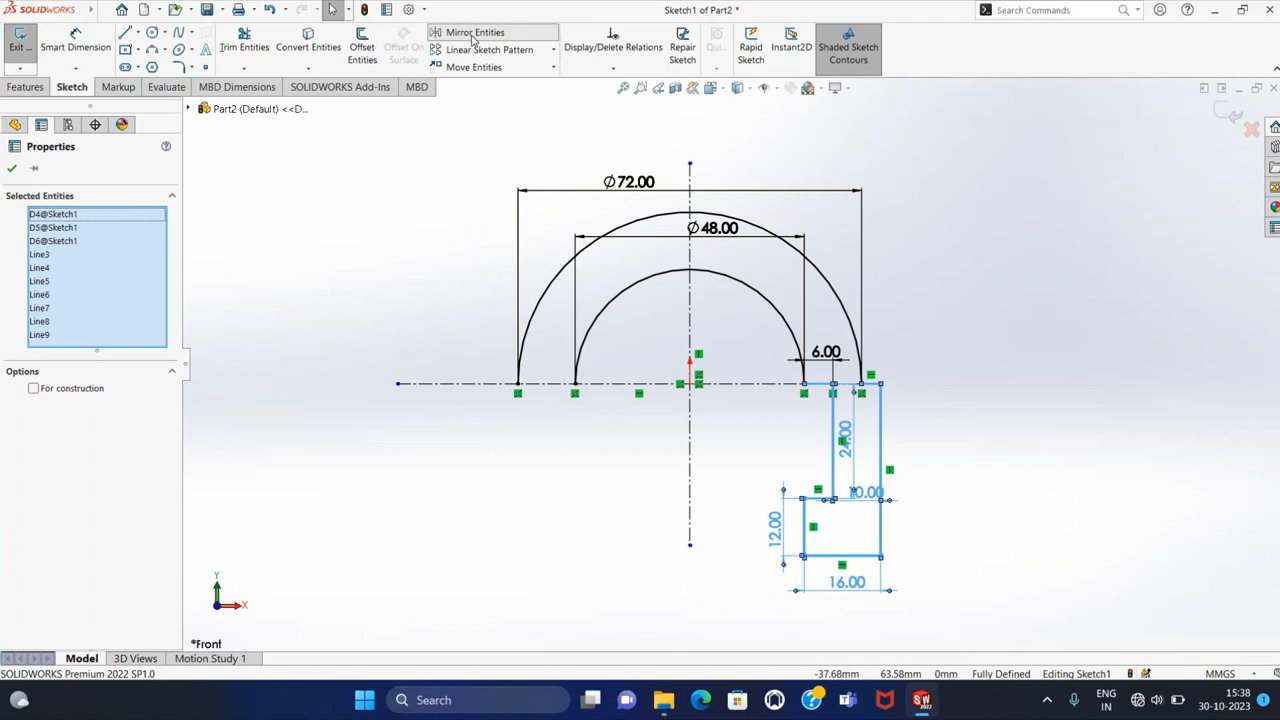 SOLIDWORKS
Sketch1 of Part2 *
Search Commands
Exit ...
Smart Dimension
Trim Entities
Convert Entities
Offset Entities
Offset On Surface
Mirror Entities
Linear Sketch Pattern
Move Entities
Display/Delete Relations
Repair Sketch
Qui...
Rapid Sketch
Instant2D
Shaded Sketch Contours
Features
Sketch
Markup
Evaluate
MBD Dimensions
SOLIDWORKS Add-Ins
MBD
Part2 (Default) <<D...
Properties
Selected Entities
D4@Sketch1
D5@Sketch1
D6@Sketch1
Line3
Line4
Line5
Line6
Line7
Line8
Line9
Options
For construction
Ø72.00
Ø48.00
6.00
24.00
10.00
12.00
16.00
Y
X
*Front
Model
3D Views
Motion Study 1
SOLIDWORKS Premium 2022 SP1.0
-37.68mm
63.58mm
0mm
Fully Defined
Editing Sketch1
MMGS
Search
SW
2022
ENG
IN
15:38
30-10-2023